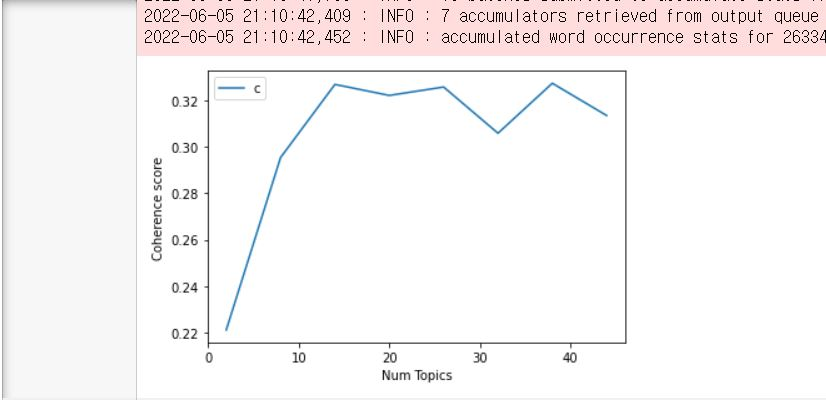 2022-06-05 21:10:42,409 : INFO : 7 accumulators retrieved from output queue
2022-06-05 21:10:42,452 : INFO : accumulated word occurrence stats for 26334
c
0.32
0.30
0.28
0.26
0.24
0.22
Coherence score
0 10 20 30 40
Num Topics